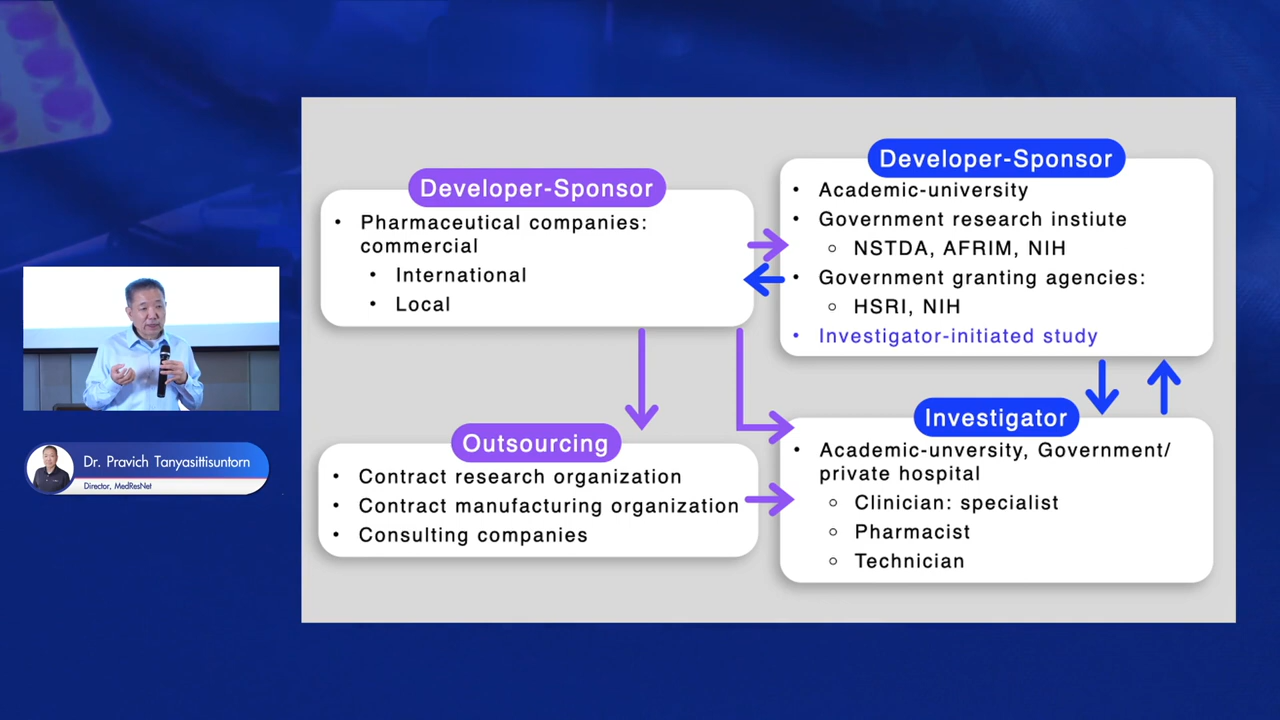 Developer-Sponsor
• Pharmaceutical companies:
commercial
• International
• Local
Developer-Sponsor
• Academic-university
• Government research instiute
○ NSTDA, AFRIM, NIH
• Government granting agencies:
○ HSRI, NIH
• Investigator-initiated study
Outsourcing
• Contract research organization
• Contract manufacturing organization
• Consulting companies
Investigator
• Academic-unversity, Government/
private hospital
○ Clinician: specialist
○ Pharmacist
○ Technician
Dr. Pravich Tanyasittisuntorn
Director, MedResNet